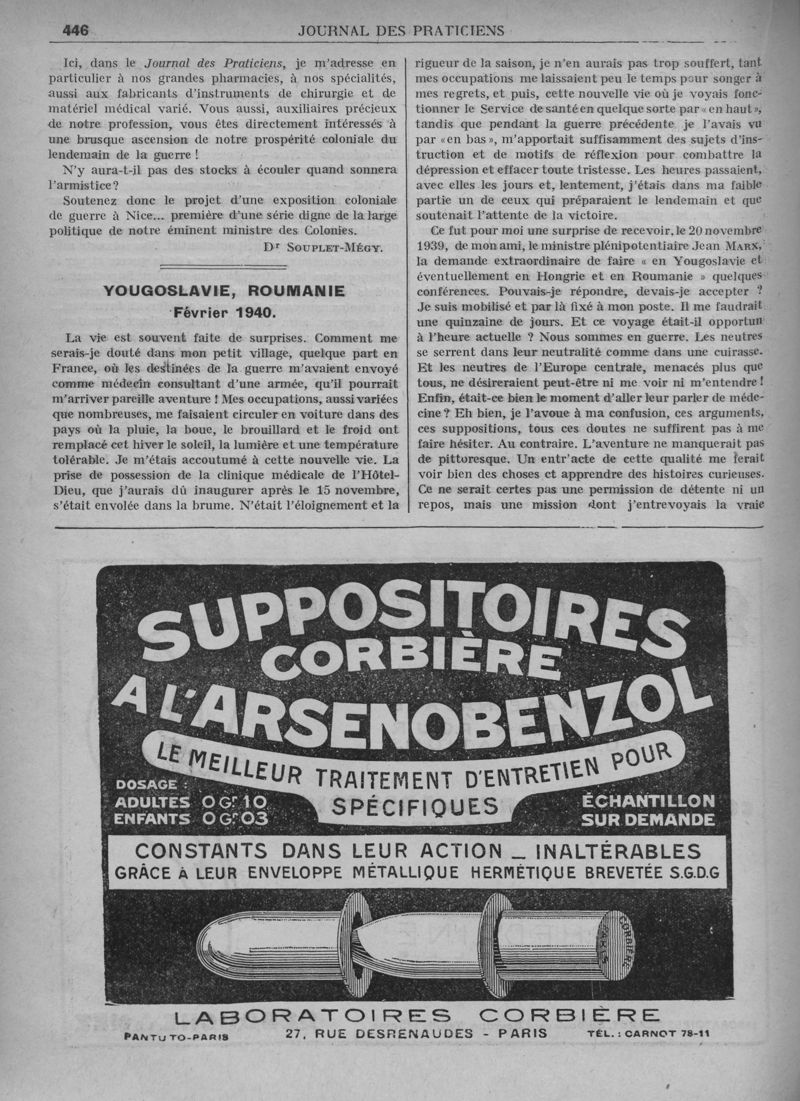 446
JOURNAL DES PRATICIENS
Ici, dans le Journal des Praticiens, je m'adresse en
particulier à nos grandes pharmacies, à nos spécialités,
aussi aux fabricants d'instruments de chirurgie et de
matériel médical varié. Vous aussi, auxiliaires précieux
de notre profession, vous êtes directement intéressés à
une brusque ascension de notre prospérité coloniale du
lendemain de la guerre !
N'y aura-t-il pas des stocks à écouler quand sonnera
l'armistice ?
Soutenez donc le projet d'une exposition coloniale
de guerre à Nice... première d'une série digne de la large
politique de notre éminent ministre des Colonies.
Dr SOUPLET-MÉGY.
YOUGOSLAVIE, ROUMANIE
Février 1940.
La vie est souvent faite de surprises. Comment me
serais-je douté dans mon petit village, quelque part en
France, où les destinées de la guerre m'avaient envoyé
comme médecin consultant d'une armée, qu'il pourrait
m'arriver pareille aventure ! Mes occupations, aussi variées
que nombreuses, me faisaient circuler en voiture dans des
pays où la pluie, la boue, le brouillard et le froid ont
remplacé cet hiver le soleil, la lumière et une température
tolérable. Je m'étais accoutumé à cette nouvelle vie. La
prise de possession de la clinique médicale de l'Hôtel-
Dieu, que j'aurais dû inaugurer après le 15 novembre,
s'était envolée dans la brume. N'était l'éloignement et la
rigueur de la saison, je n'en aurais pas trop souffert, tant
mes occupations me laissaient peu le temps pour songer à
mes regrets, et puis, cette nouvelle vie où je voyais fonc-
tionner le Service de santé en quelque sorte par « en haut »,
tandis que pendant la guerre précédente je l'avais vu
par « en bas », m'apportait suffisamment des sujets d'ins-
truction et de motifs de réflexion pour combattre la
dépression et effacer toute tristesse. Les heures passaient,
avec elles les jours et, lentement, j'étais dans ma faible
partie un de ceux qui préparaient le lendemain et que
soutenait l'attente de la victoire.
Ce fut pour moi une surprise de recevoir, le 20 novembre
1939, de mon ami, le ministre plénipotentiaire Jean MARX,
la demande extraordinaire de faire « en Yougoslavie et
éventuellement en Hongrie et en Roumanie » quelques
conférences. Pouvais-je répondre, devais-je accepter ?
Je suis mobilisé et par là fixé à mon poste. Il me faudrait
une quinzaine de jours. Et ce voyage était-il opportun
à l'heure actuelle ? Nous sommes en guerre. Les neutres
se serrent dans leur neutralité comme dans une cuirasse.
Et les neutres de l'Europe centrale, menacés plus que
tous, ne désireraient peut-être ni me voir ni m'entendre !
Enfin, était-ce bien le moment d'aller leur parler de méde-
cine ? Eh bien, je l'avoue à ma confusion, ces arguments,
ces suppositions, tous ces doutes ne suffirent pas à me
faire hésiter. Au contraire. L'aventure ne manquerait pas
de pittoresque. Un entr'acte de cette qualité me ferait
voir bien des choses et apprendre des histoires curieuses.
Ce ne serait certes pas une permission de détente ni un
repos, mais une mission dont j'entrevoyais la vraie
SUPPOSITOIRES
CORBIÈRE
A L'ARSENOBENZOL
LE MEILLEUR TRAITEMENT D'ENTRETIEN POUR
SPÉCIFIQUES
DOSAGE :
ADULTES 0 Gr 10
ENFANTS 0 Gr 03
ÉCHANTILLON
SUR DEMANDE
CONSTANTS DANS LEUR ACTION _ INALTÉRABLES
GRÂCE A LEUR ENVELOPPE MÉTALLIQUE HERMÉTIQUE BREVETÉE S.G.D.G
CORBIÈRE
PARIS
LABORATOIRES CORBIÈRE
PANTUTO-PARIS
27, RUE DESRENAUDES - PARIS
TÉL. : CARNOT 78-11